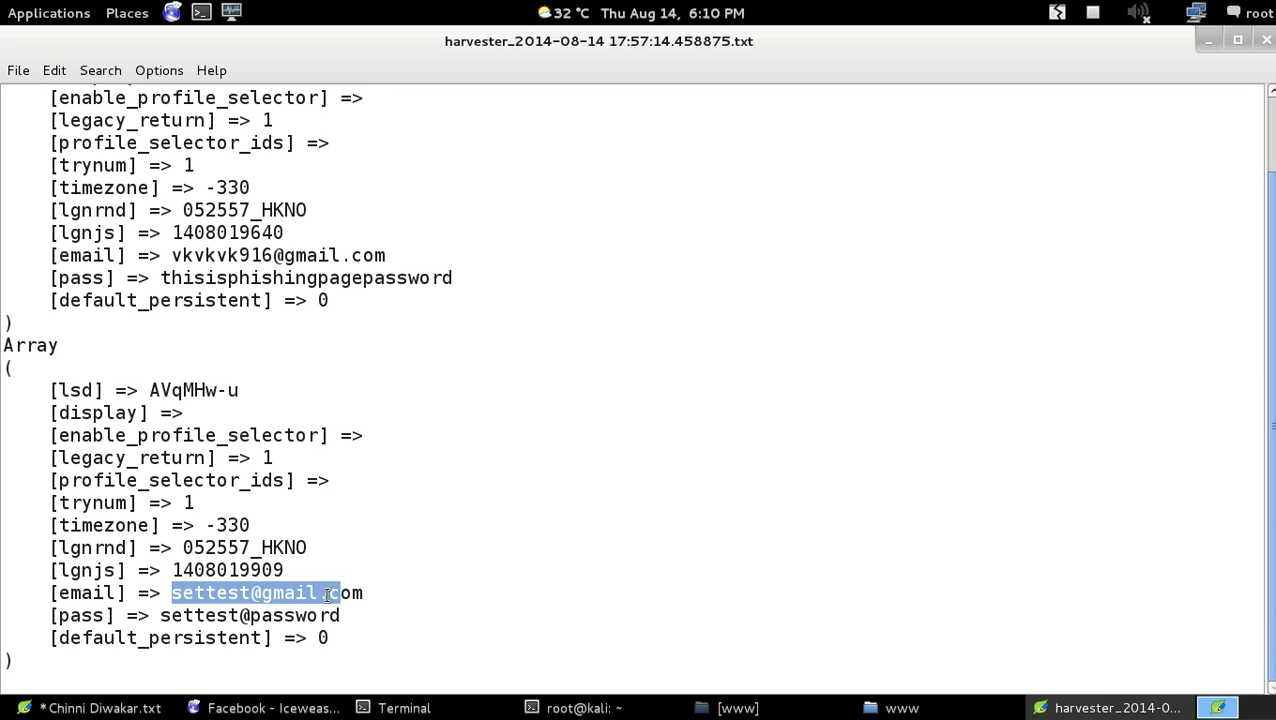 Applications Places 32 °C Thu Aug 14, 6:10 PM root
harvester_2014-08-14 17:57:14.458875.txt
File Edit Search Options Help
[enable_profile_selector] =>
[legacy_return] => 1
[profile_selector_ids] =>
[trynum] => 1
[timezone] => -330
[lgnrnd] => 052557_HKNO
[lgnjs] => 1408019640
[email] => vkvkvk916@gmail.com
[pass] => thisisphishingpagepassword
[default_persistent] => 0
)
Array
(
[lsd] => AVqMHw-u
[display] =>
[enable_profile_selector] =>
[legacy_return] => 1
[profile_selector_ids] =>
[trynum] => 1
[timezone] => -330
[lgnrnd] => 052557_HKNO
[lgnjs] => 1408019909
[email] => settest@gmail.com
[pass] => settest@password
[default_persistent] => 0
)
*Chinni Diwakar.txt Facebook - Iceweas... Terminal root@kali: ~ [www] www harvester_2014-0...